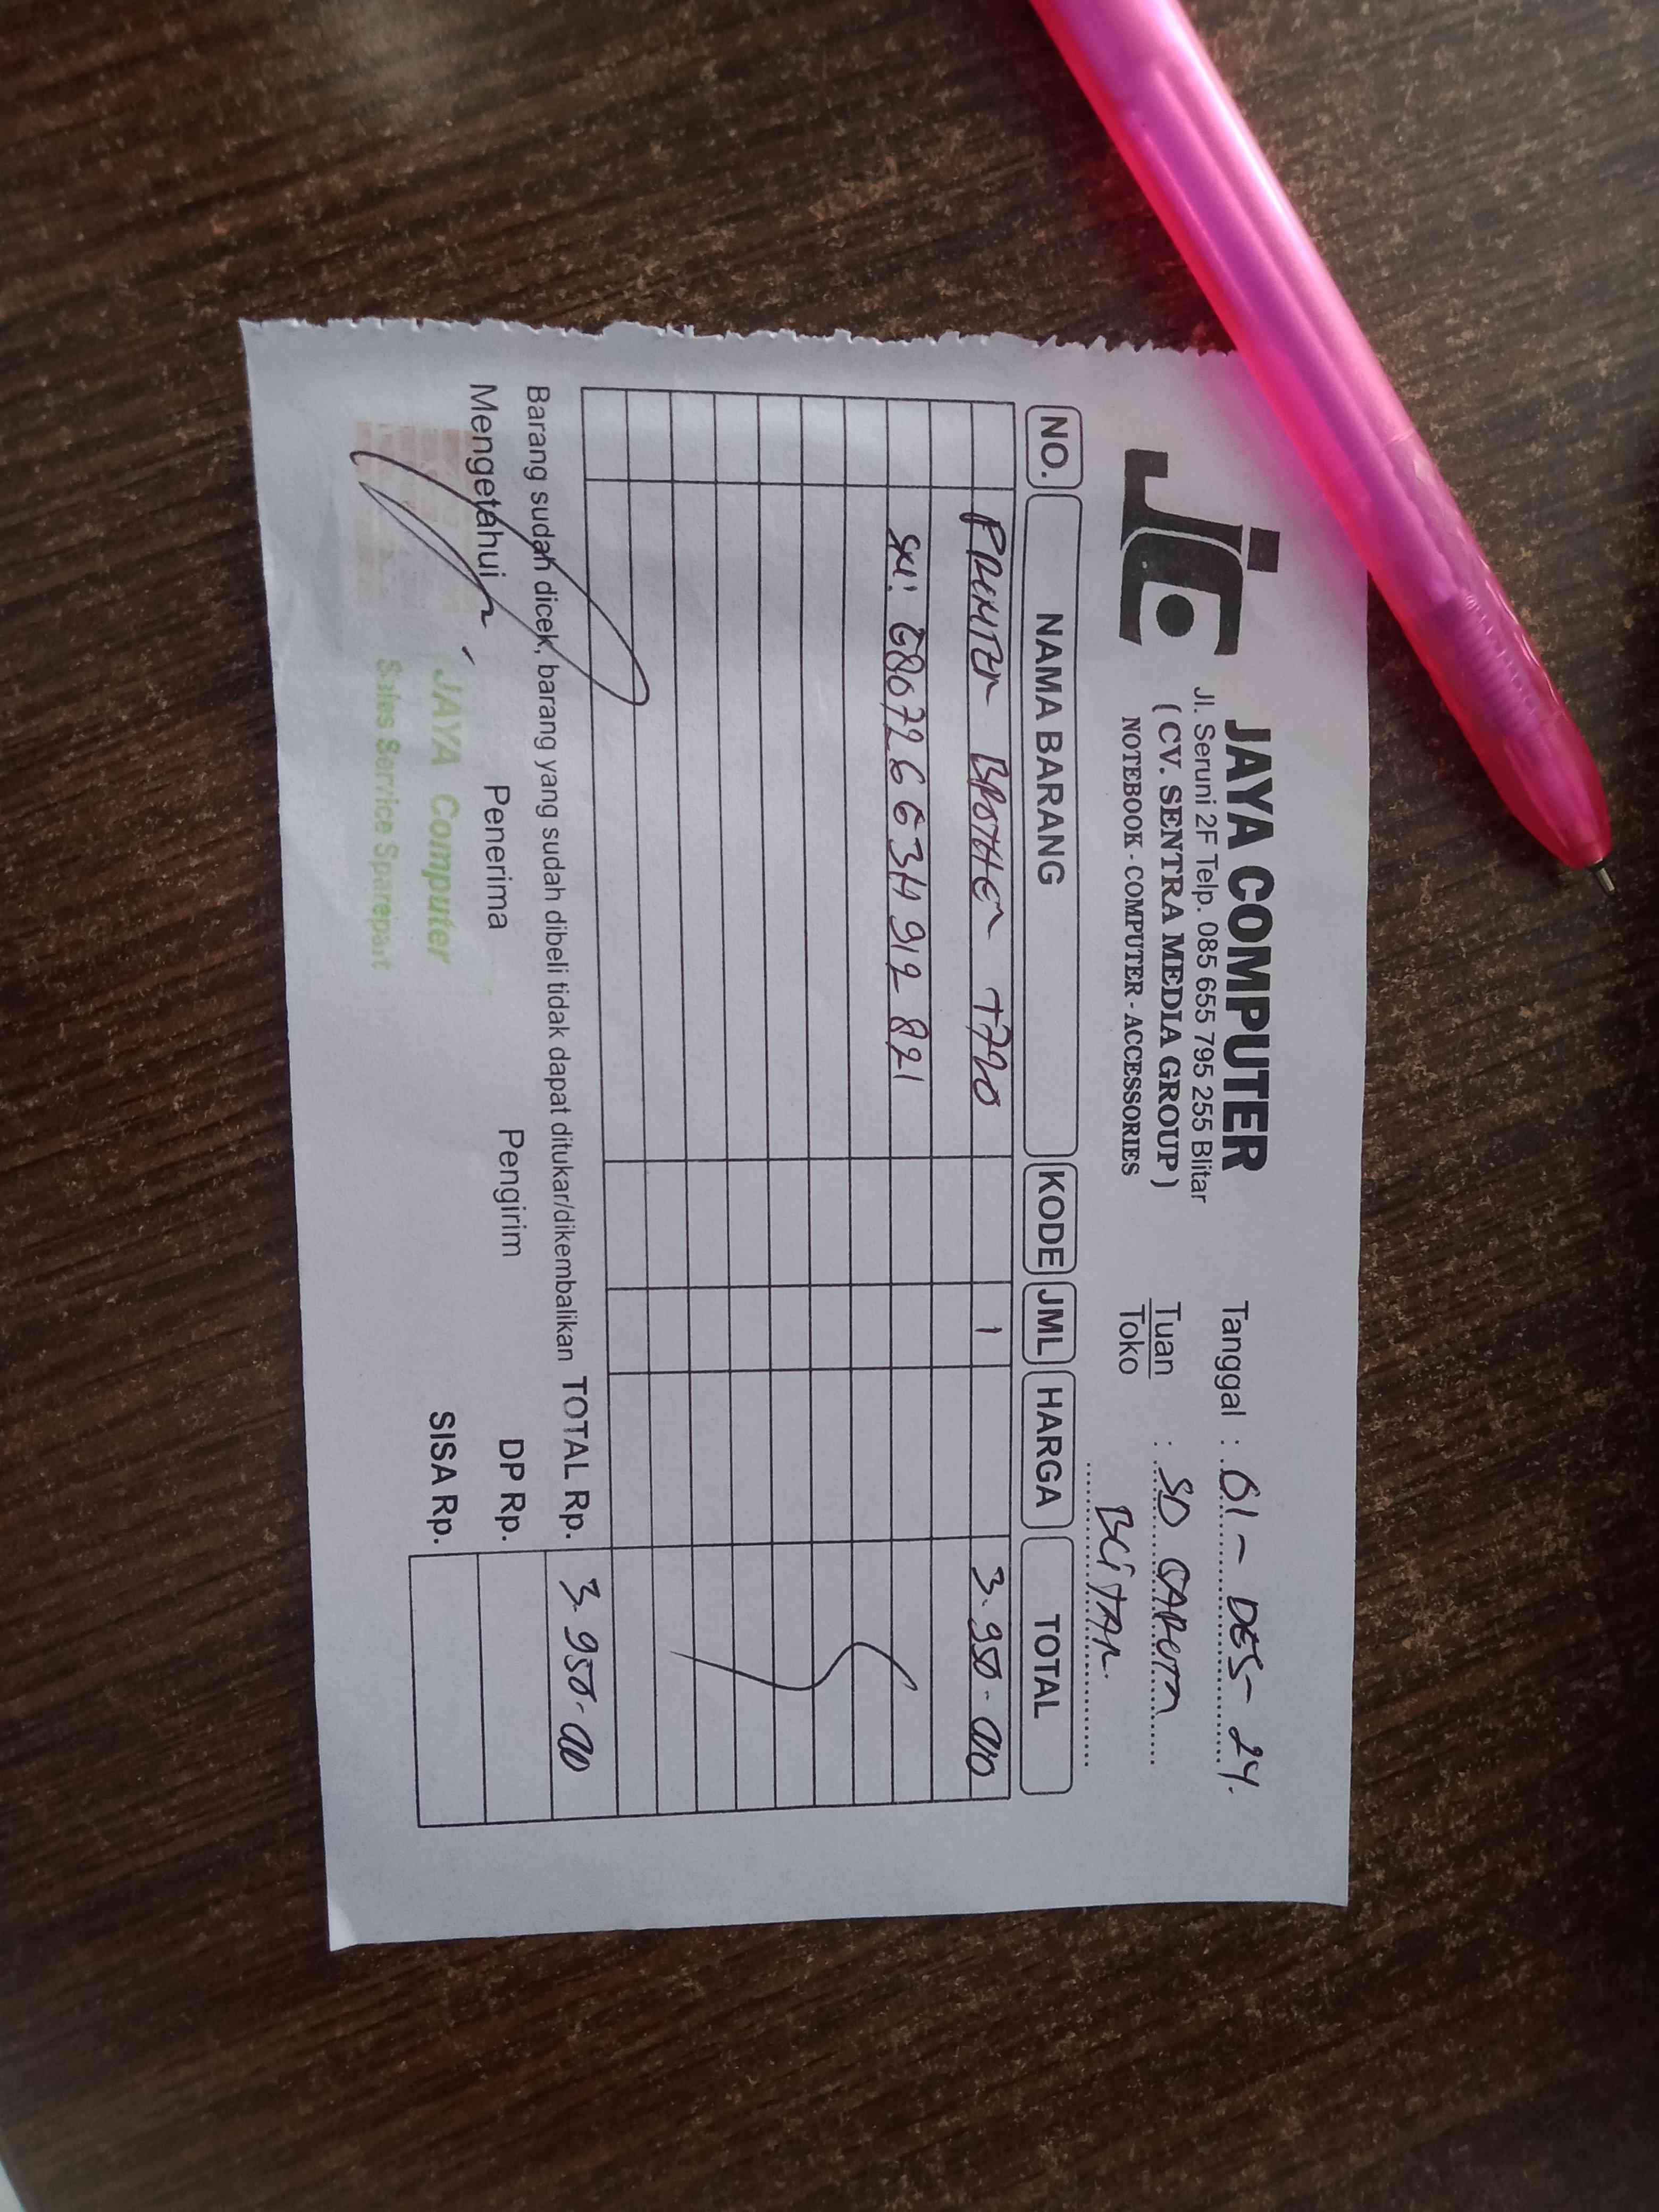 JC
JAYA COMPUTER
Jl. Seruni 2F Telp. 085 655 795 255 Blitar
(CV. SENTRA MEDIA GROUP)
NOTEBOOK - COMPUTER - ACCESSORIES
Tanggal : 01 - DES - 24.
Tuan : SD GARUM
Toko
BLITAR.
NO. NAMA BARANG KODE JML HARGA TOTAL
PRINTER BROTHER T720 1 3.950.000
SN: 
Barang sudah dicek, barang yang sudah dibeli tidak dapat ditukar/dikembalikan TOTAL Rp. 3.950.00
Mengetahui Penerima Pengirim DP Rp.
SISA Rp.
JAYA Computer
Sales Service Sparepart